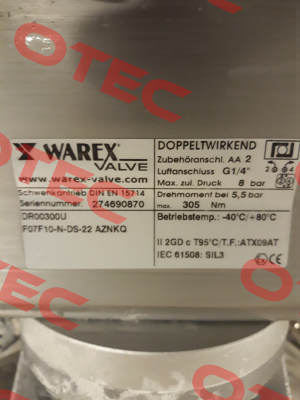 OTEC
WAREX
VALVE
www.warex-valve.com
Schwenkantrieb DIN EN 15714
Seriennummer: 274690870
DR00300U
F07F10-N-DS-22 AZNKQ
DOPPELTWIRKEND
Zubehöranschl. AA 2
Luftanschluss G1/4"
Max. zul. Druck 8 bar
Drehmoment bei 5,5 bar
max. 305 Nm
Betriebstemp.: -40°C/+80°C
II 2GD c T95°C/T.F.:ATX09AT
IEC 61508: SIL3